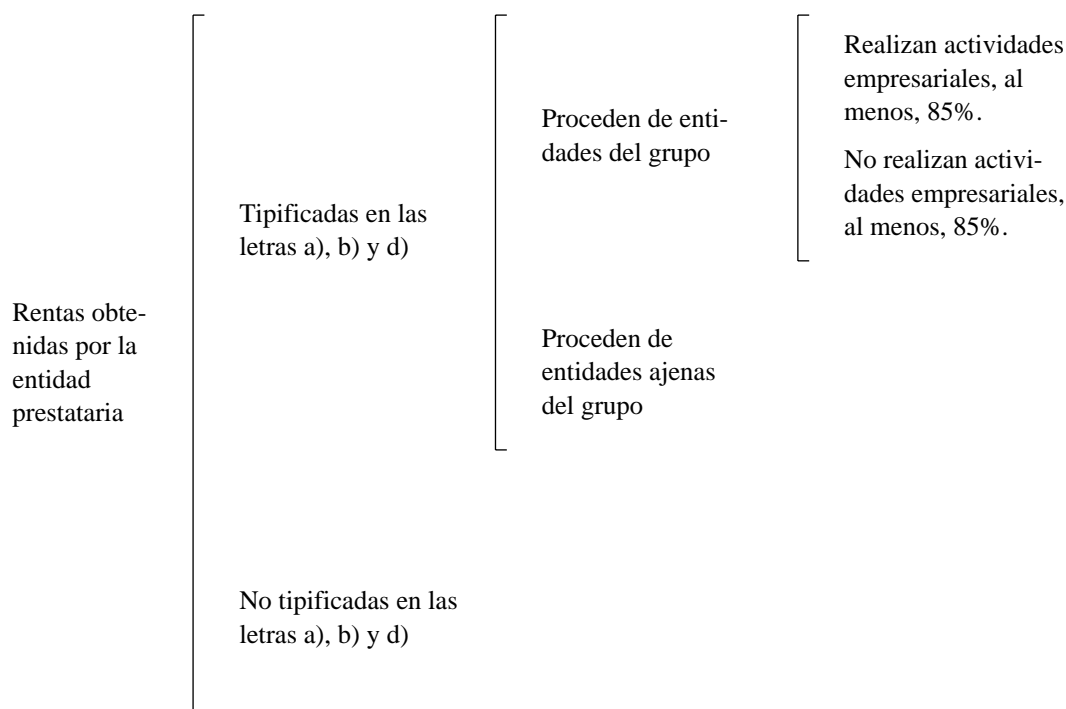 Rentas obte-
nidas por la
entidad
prestataria
Tipificadas en las
letras a), b) y d)
Proceden de enti-
dades del grupo
Realizan actividades
empresariales, al
menos, 85%.
No realizan activi-
dades empresariales,
al menos, 85%.
Proceden de
entidades ajenas
del grupo
No tipificadas en las
letras a), b) y d)